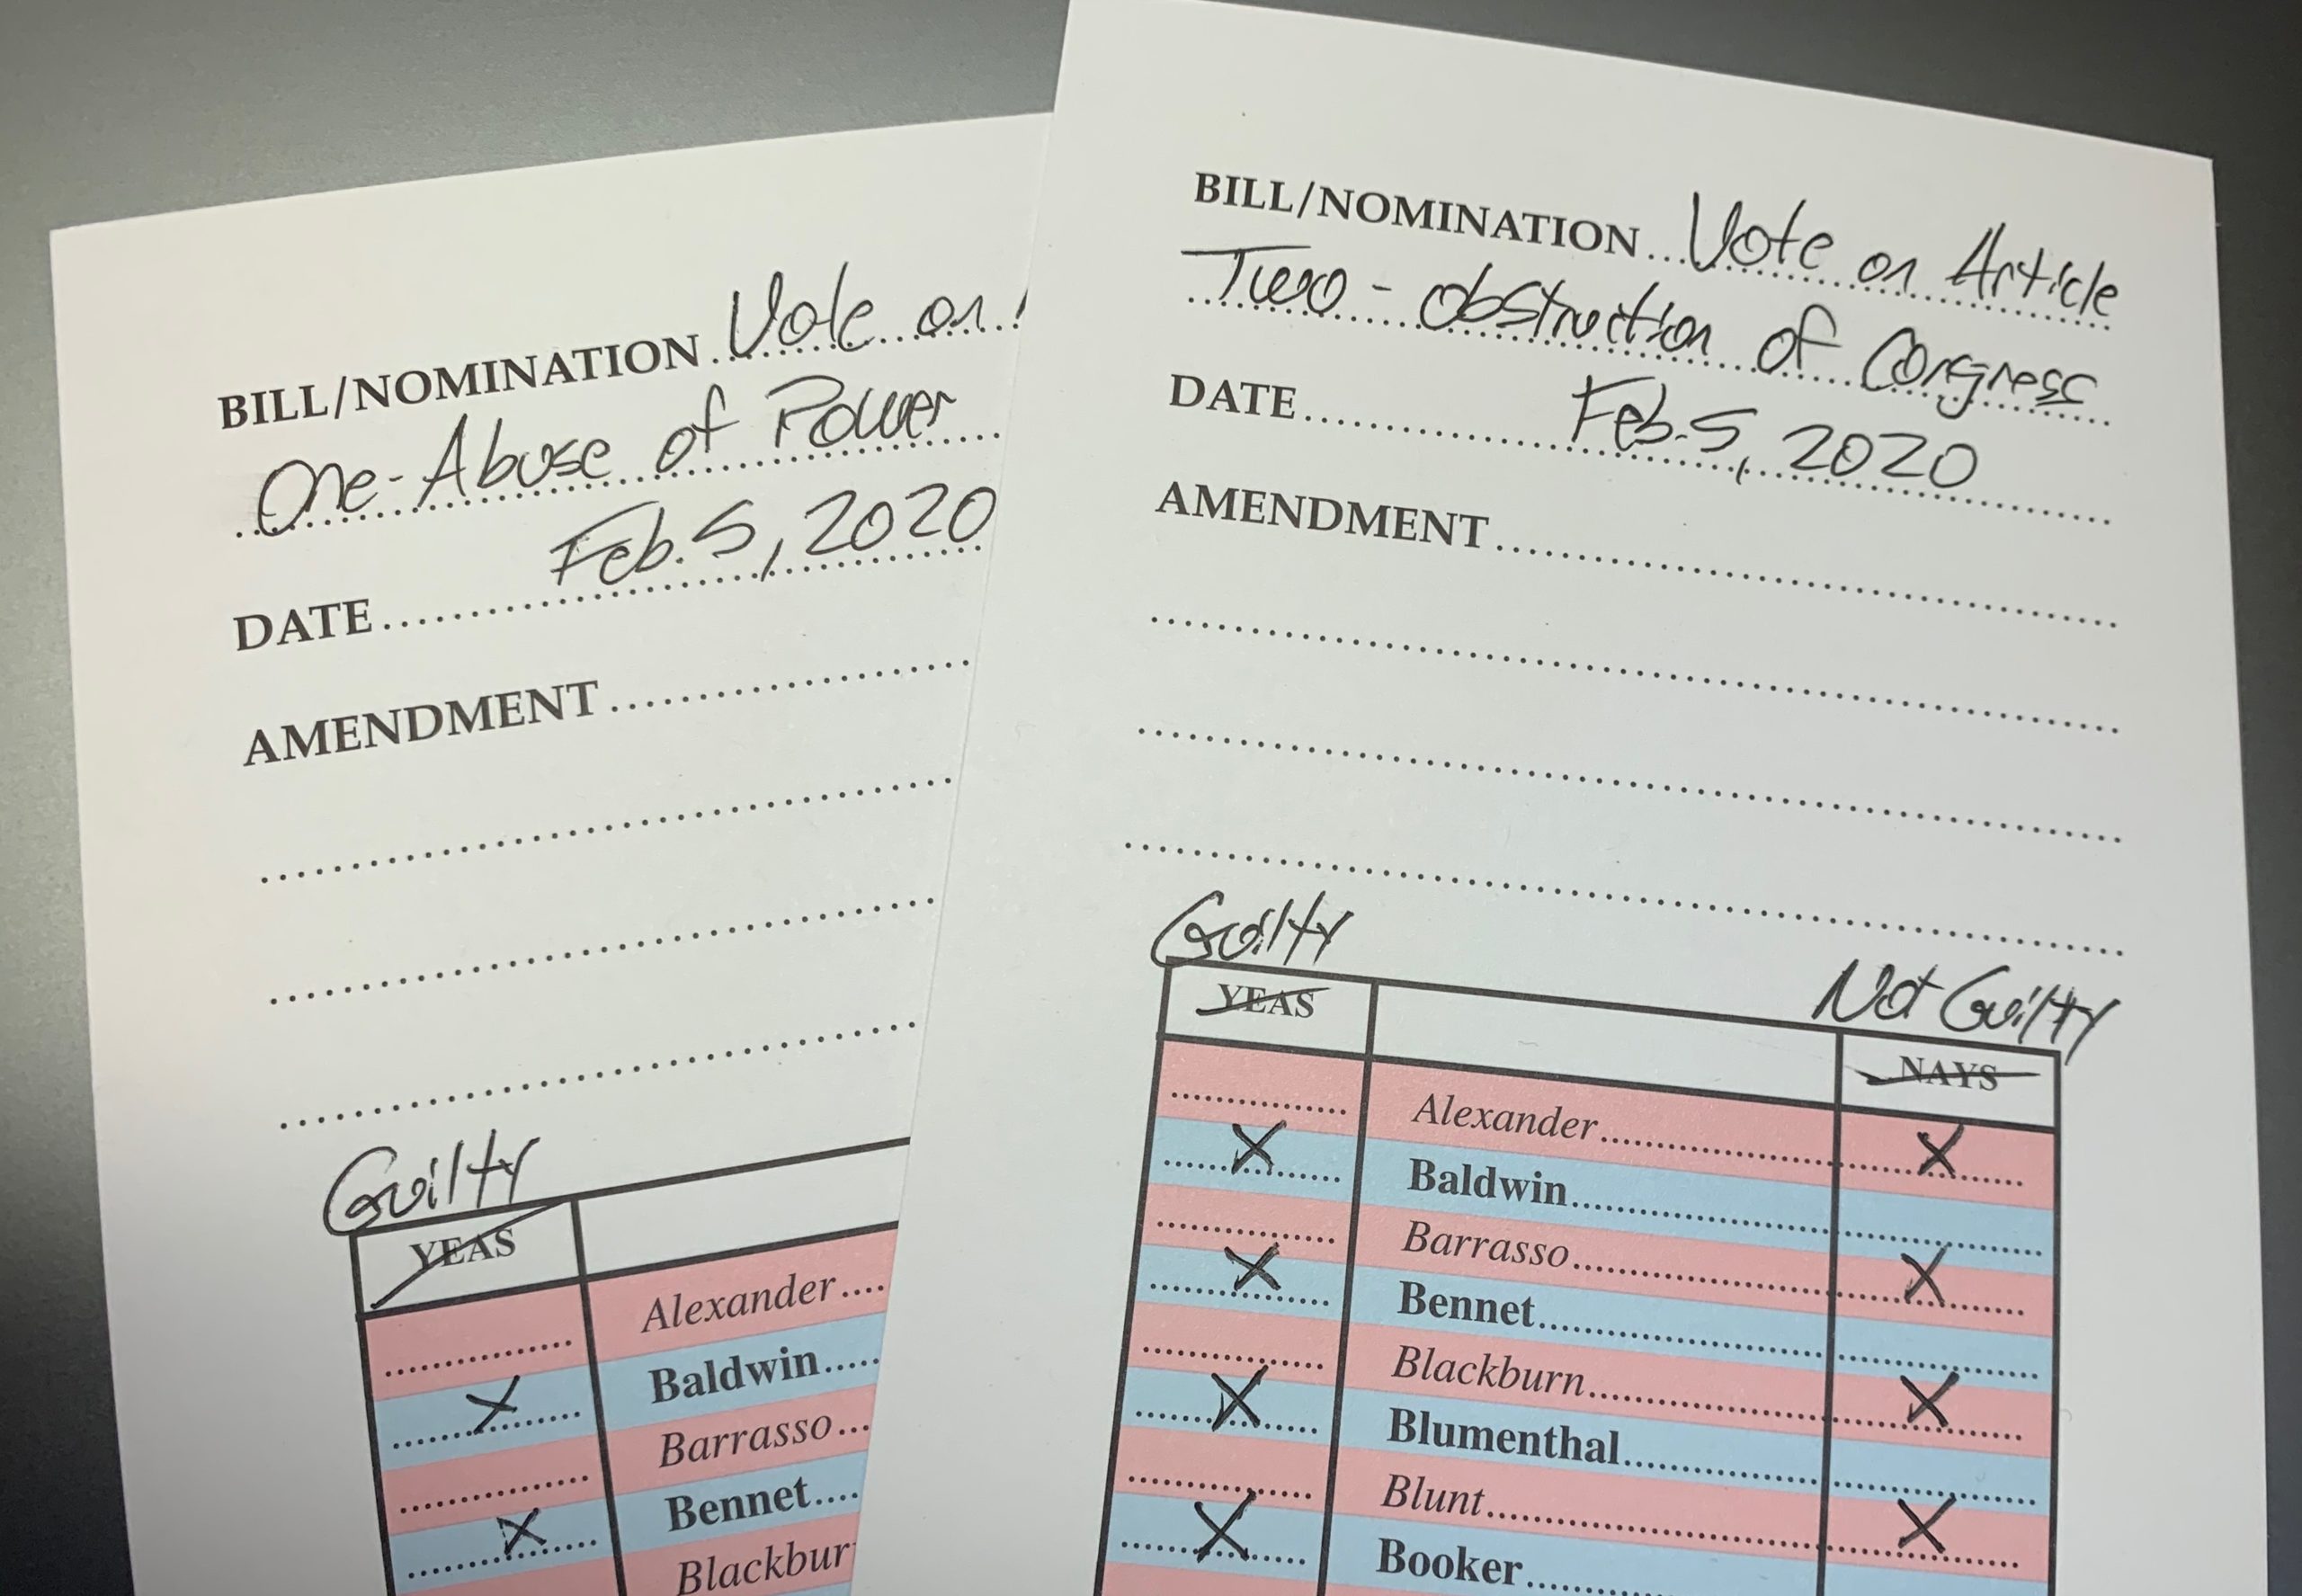 BILL/NOMINATION Vote on
One - Abuse of Power
DATE Feb. 5, 2020
AMENDMENT
Guilty
YEAS
Alexander
X Baldwin
Barrasso
X Bennet
Blackbur
BILL/NOMINATION Vote on Article
Two - obstruction of Congress
DATE Feb. 5, 2020
AMENDMENT
Guilty Not Guilty
YEAS NAYS
Alexander X
X Baldwin
Barrasso X
X Bennet
Blackburn X
X Blumenthal
Blunt X
X Booker